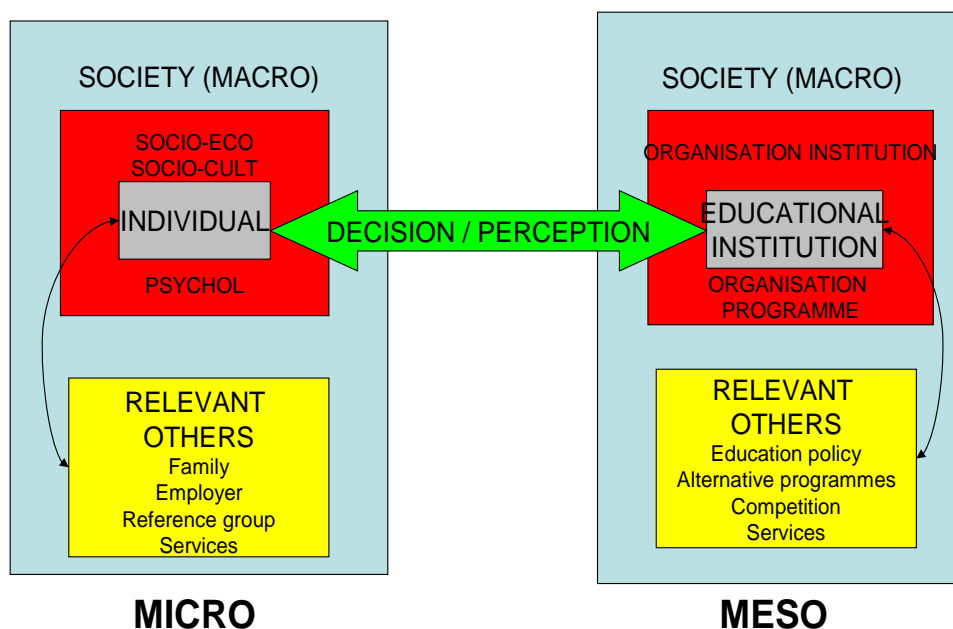 SOCIETY (MACRO)
SOCIO-ECO
SOCIO-CULT
INDIVIDUAL
PSYCHOL
RELEVANT
OTHERS
Family
Employer
Reference group
Services
MICRO
DECISION / PERCEPTION
SOCIETY (MACRO)
ORGANISATION INSTITUTION
EDUCATIONAL
INSTITUTION
ORGANISATION
PROGRAMME
RELEVANT
OTHERS
Education policy
Alternative programmes
Competition
Services
MESO